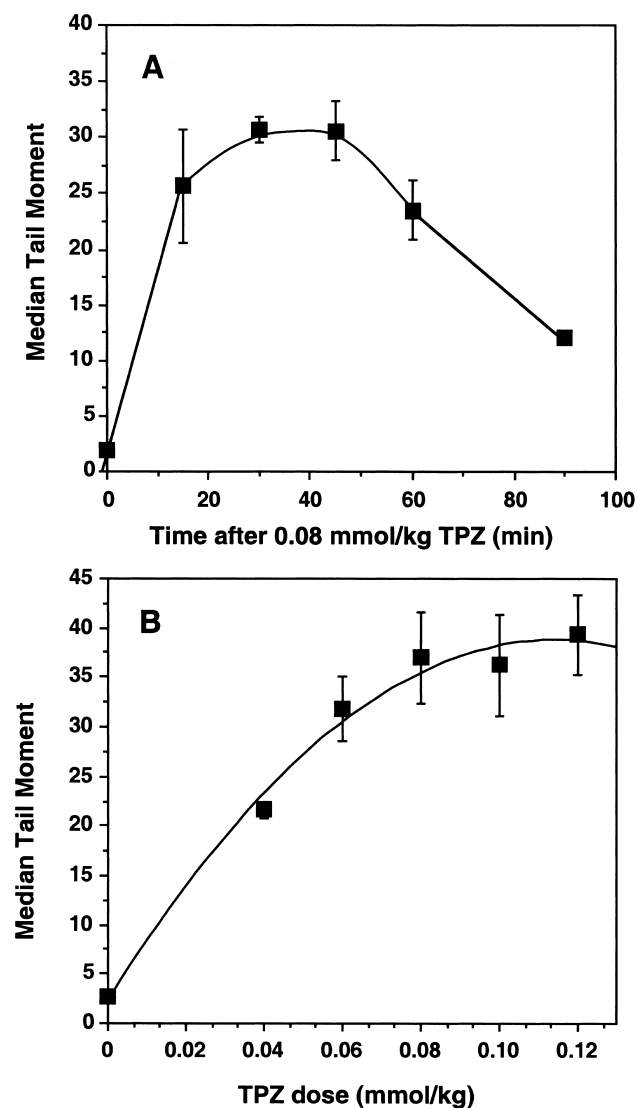 A
40
35
30
25
20
15
10
5
0
Median Tail Moment
0 20 40 60 80 100
Time after 0.08 mmol/kg TPZ (min)
B
45
40
35
30
25
20
15
10
5
0
Median Tail Moment
0 0.02 0.04 0.06 0.08 0.10 0.12
TPZ dose (mmol/kg)